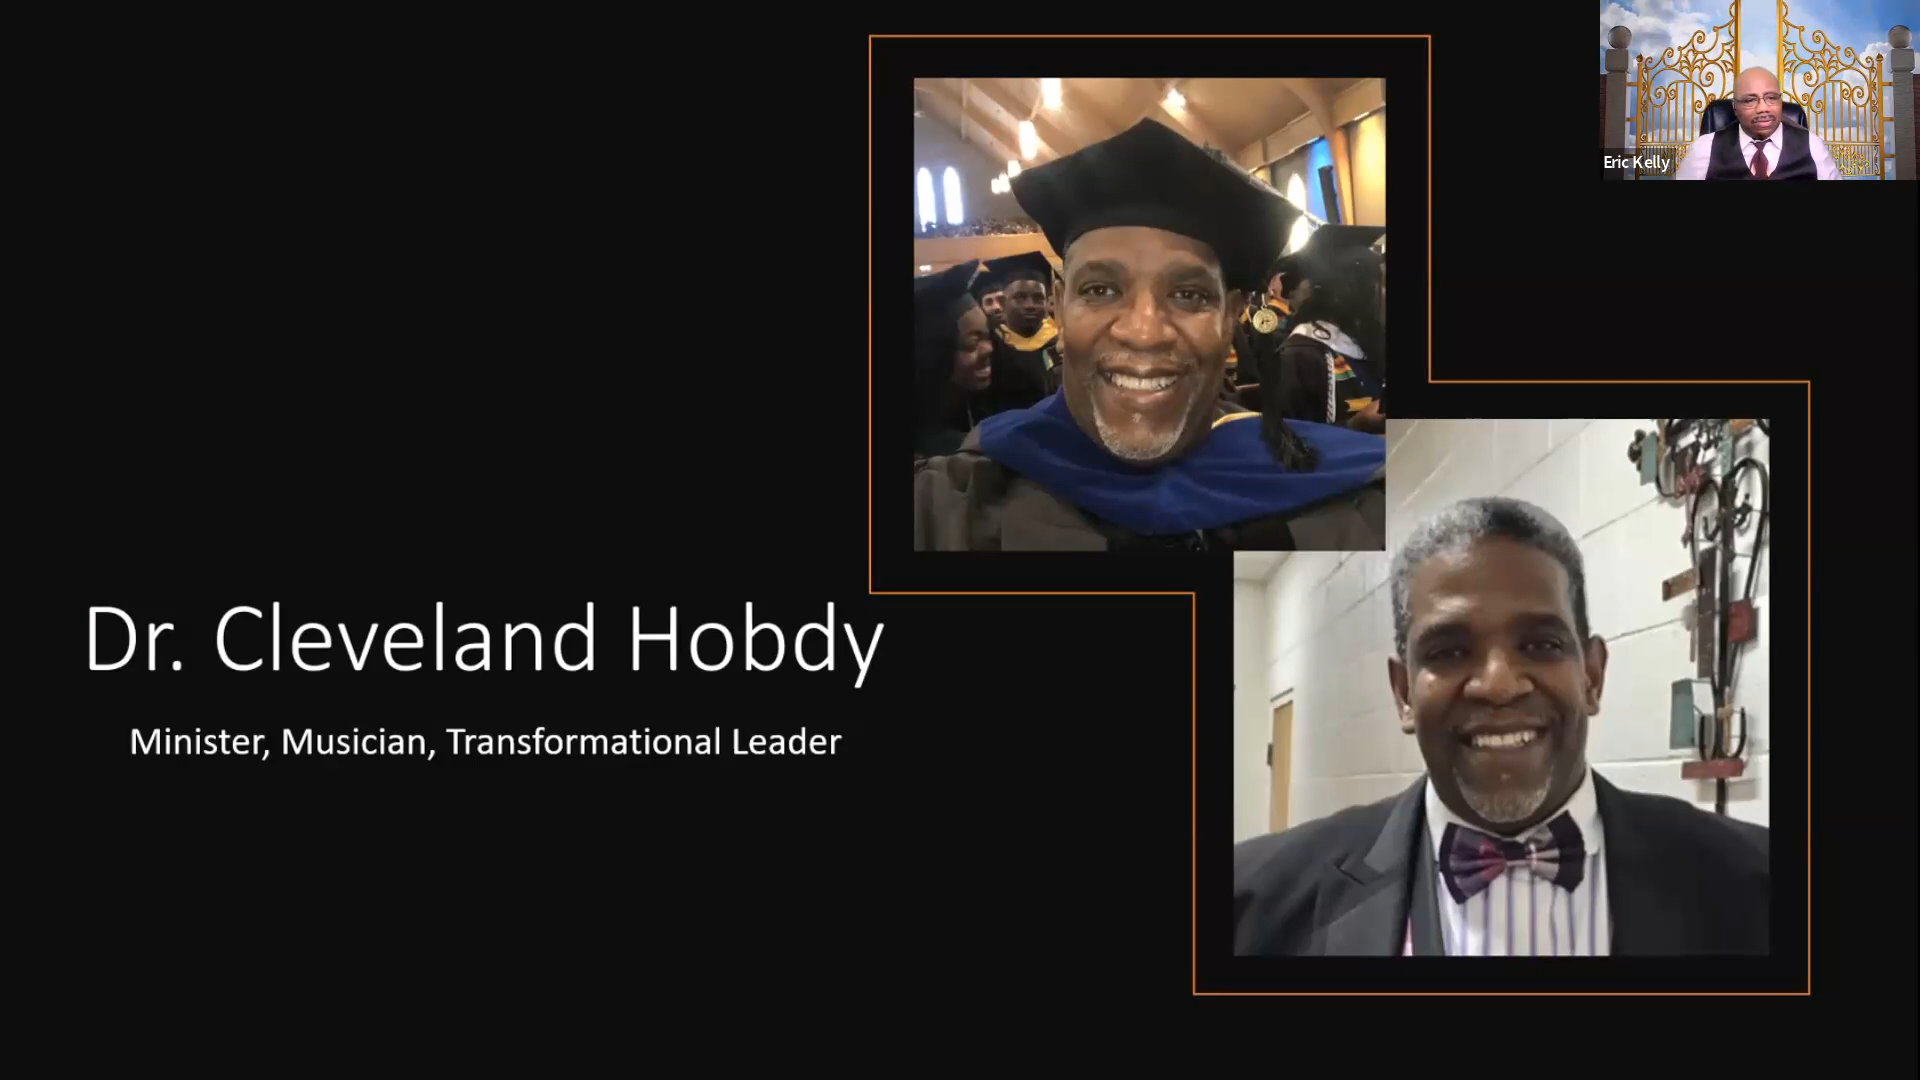 Eric Kelly
Dr. Cleveland Hobdy
Minister, Musician, Transformational Leader